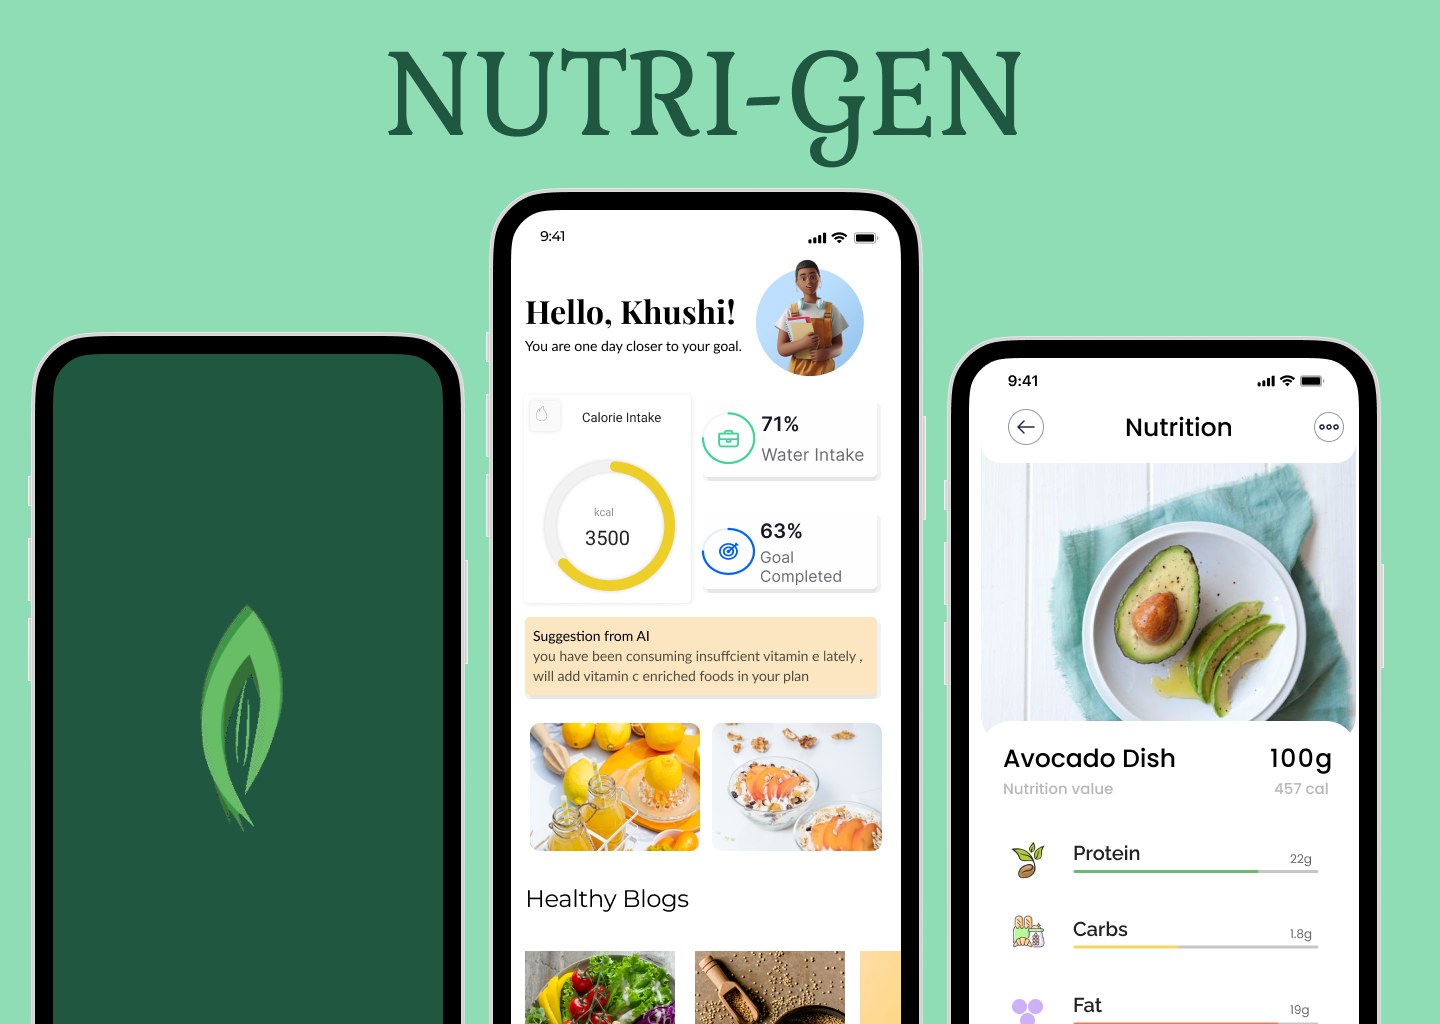 NUTRI-GEN
9:41
Hello, Khushi!
You are one day closer to your goal.
Calorie Intake
kcal
3500
71%
Water Intake
63%
Goal
Completed
Suggestion from AI
you have been consuming insuffcient vitamin e lately ,
will add vitamin c enriched foods in your plan
Healthy Blogs
9:41
Nutrition
Avocado Dish 100g
Nutrition value 457 cal
Protein 22g
Carbs 1.8g
Fat 19g